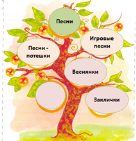 Песни
Игровые
песни
Песни -
потешки
Веснянки
Заклички